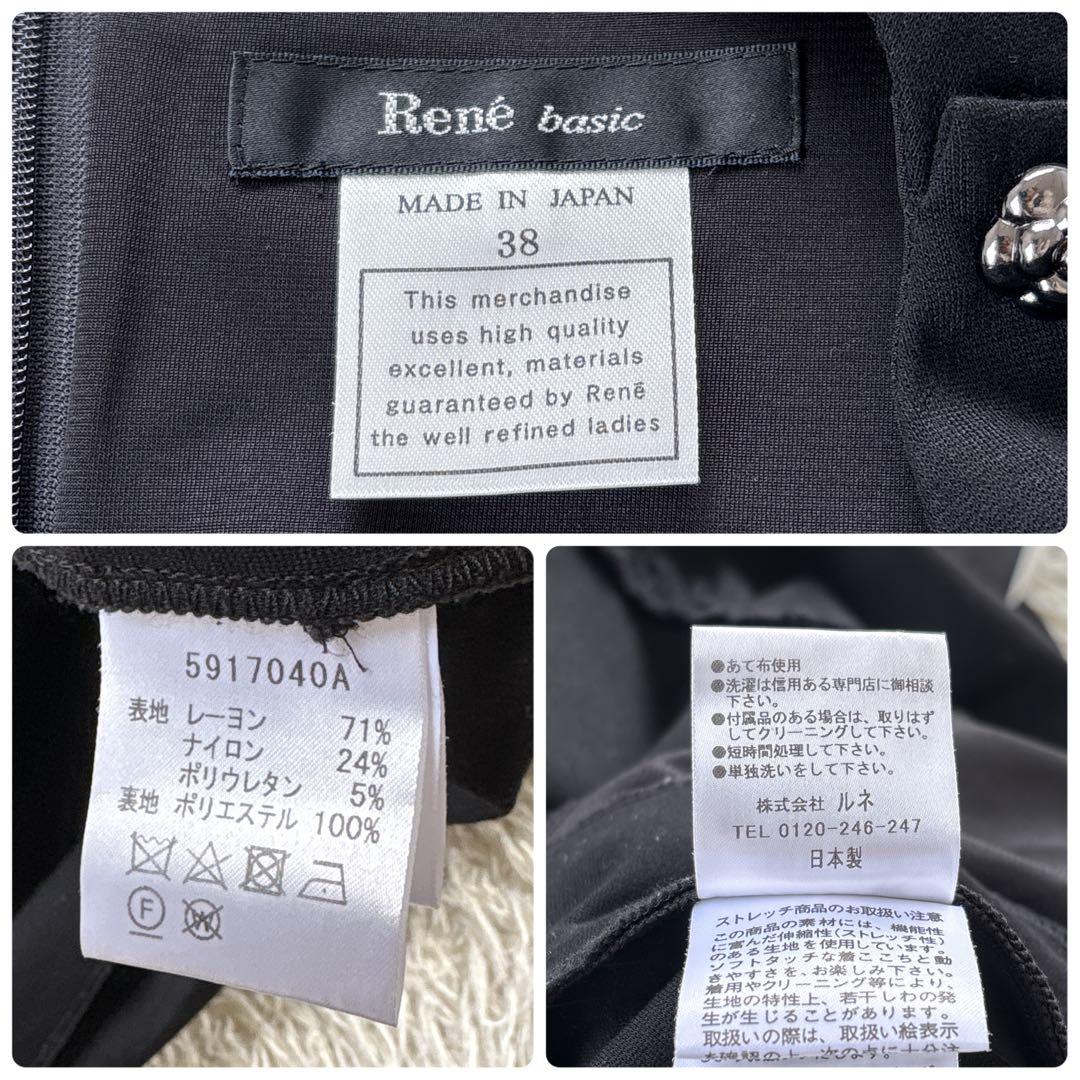 René basic
MADE IN JAPAN
38
This merchandise
uses high quality
excellent, materials
guaranteed by René
the well refined ladies
5917040A
表地 レーヨン 71%
ナイロン 24%
ポリウレタン 5%
表地 ポリエステル 100%
F
W
●あて布使用
●洗濯は信用ある専門店に御相談
下さい。
●付属品のある場合は、取りはず
してクリーニングして下さい。
●短時間処理して下さい。
●単独洗いをして下さい。
株式会社 ルネ
TEL 0120-246-247
日本製
ストレッチ商品のお取扱い注意
この商品の素材には、機能性
に富んだ伸縮性(ストレッチ性)
のある生地を使用しています。
ソフトタッチな着ここちと動
きやすさを、お楽しみ下さい。
着用やクリーニング等により、
生地の特性上、若干しわの発
生が生じることがあります。
取扱いの際は、取扱い絵表示